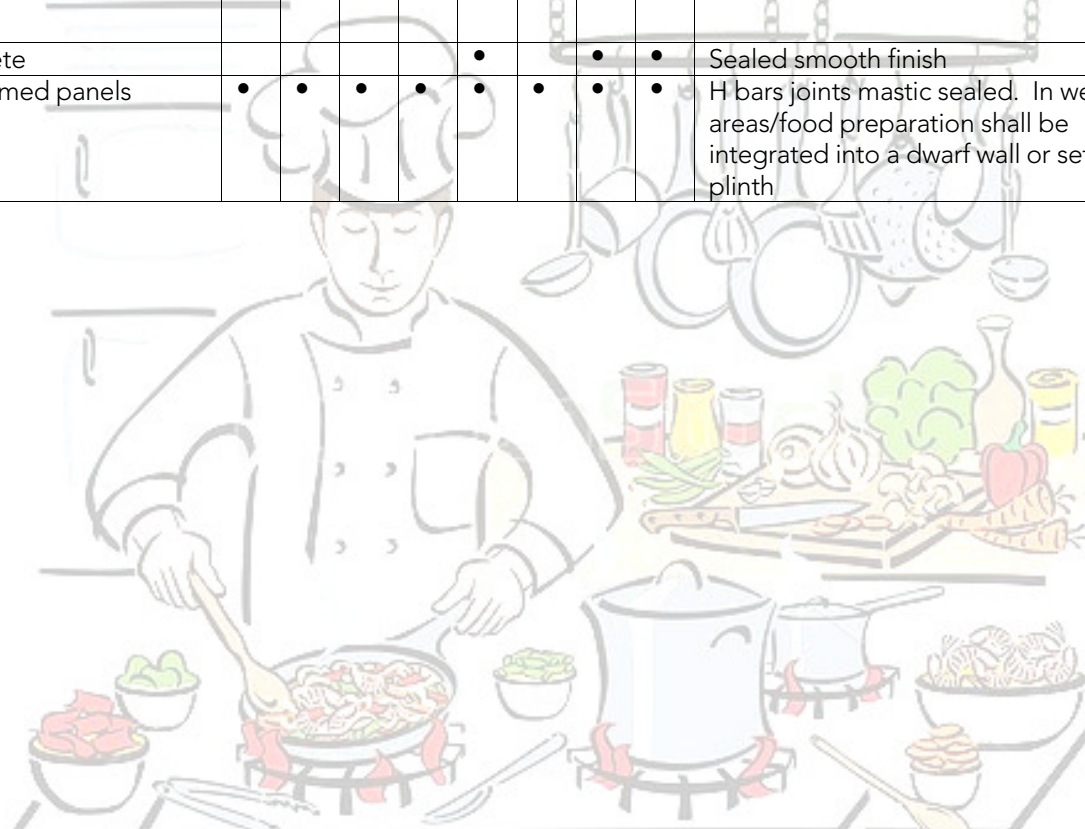 ete • • • Sealed smooth finish
med panels • • • • • • • • H bars joints mastic sealed.  In we
areas/food preparation shall be
integrated into a dwarf wall or set
plinth